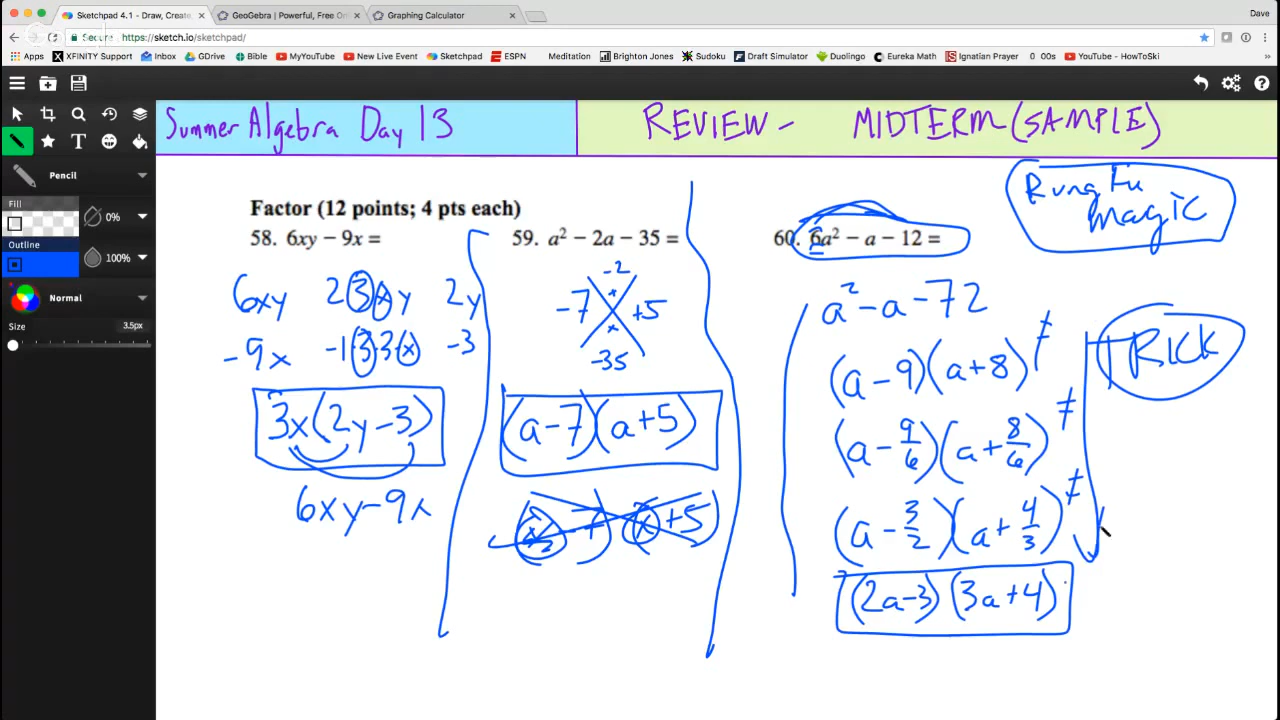 Sketchpad 4.1 - Draw, Create,
GeoGebra | Powerful, Free On
Graphing Calculator
Dave
Secure https://sketch.io/sketchpad/
Apps XFINITY Support Inbox GDrive Bible MyYouTube New Live Event Sketchpad ESPN Meditation Brighton Jones Sudoku Draft Simulator Duolingo Eureka Math Ignatian Prayer 0 00s YouTube - HowToSki »
Summer Algebra Day 13
REVIEW - MIDTERM (SAMPLE)
Pencil
Fill
0%
Outline
100%
Normal
Size 3.5px
Kung Fu
magic
Factor (12 points; 4 pts each)
58. 6xy − 9x =
6xy 2·3·x·y 2y
-9x -1·3·3·x -3
3x(2y-3)
6xy-9x
59. a² − 2a − 35 =
-2
-7 +5
-35
(a-7)(a+5)
(x-7)(x+5)
60. 6a² − a − 12 =
a²-a-72
(a-9)(a+8) ≠
(a-9/6)(a+8/6) ≠
(a-3/2)(a+4/3) ≠
(2a-3)(3a+4)
TRICK